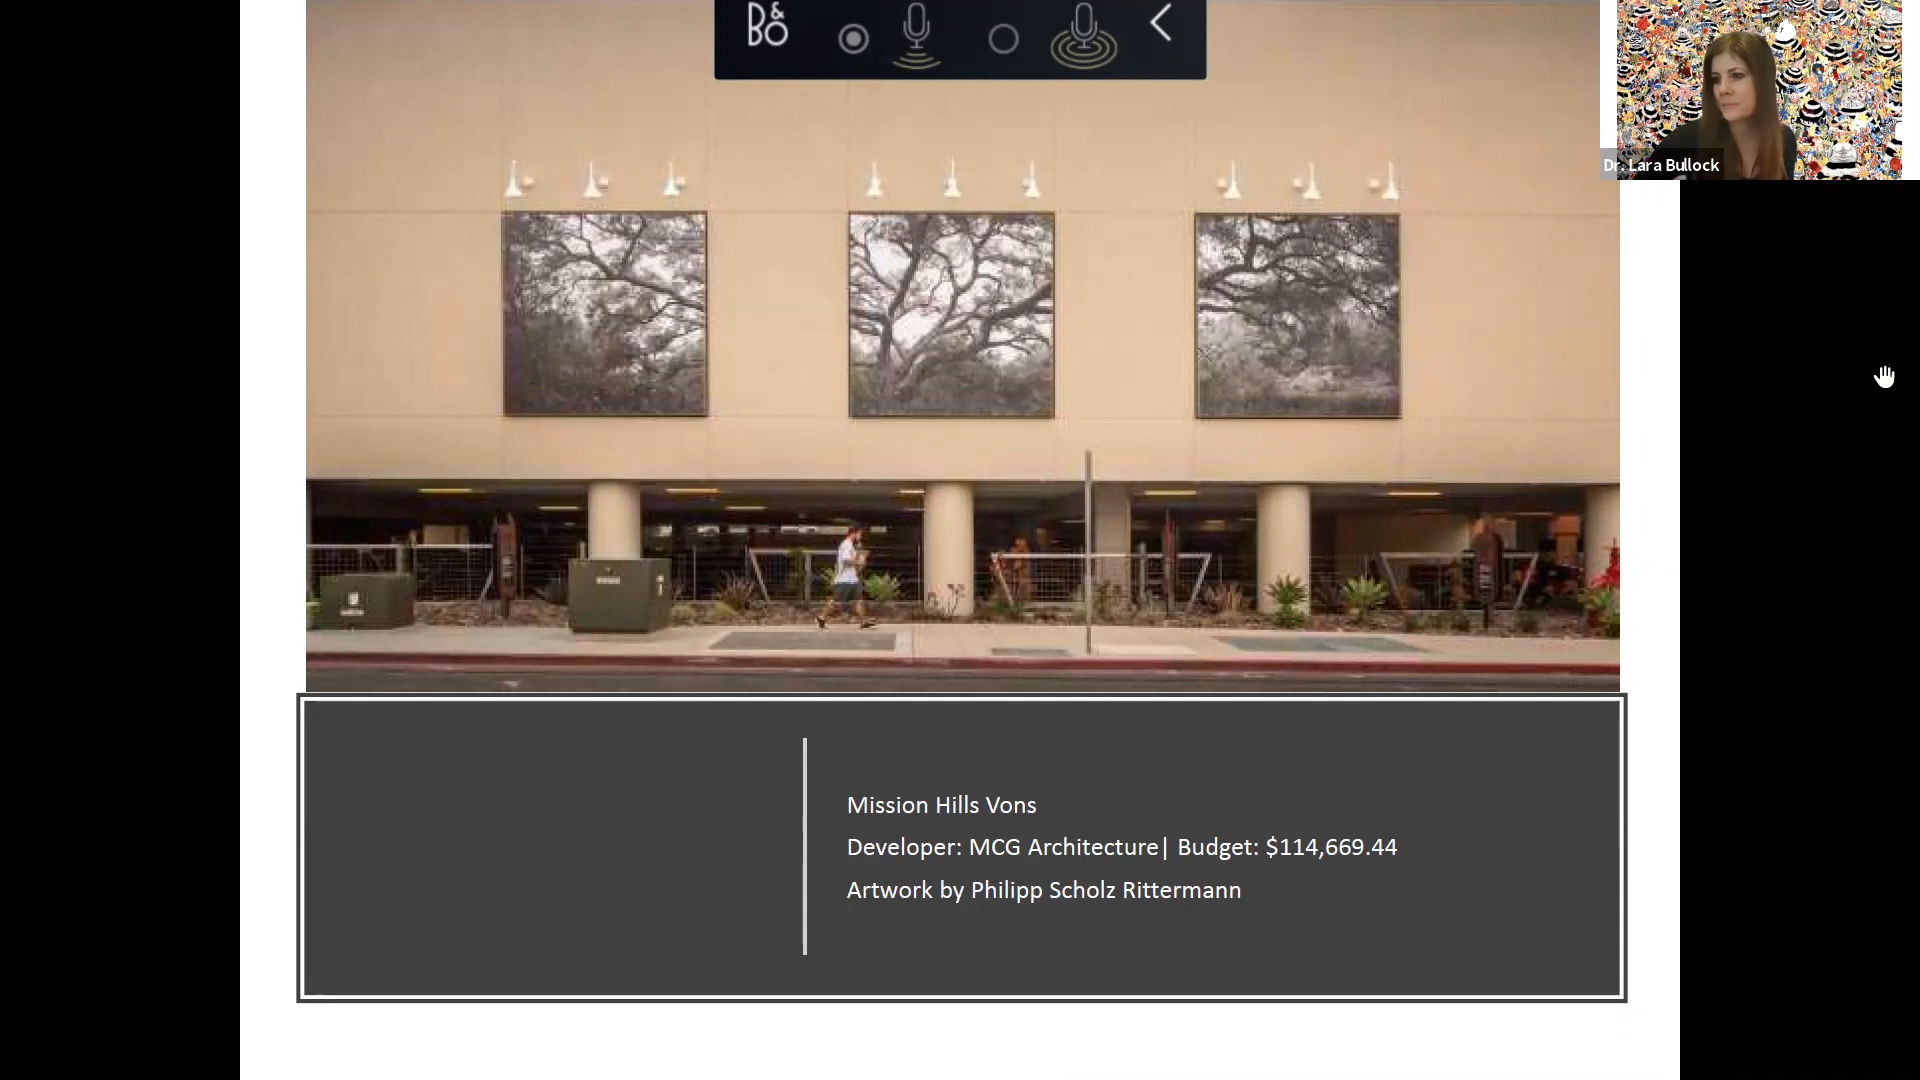 B&O
Dr. Lara Bullock
Mission Hills Vons
Developer: MCG Architecture| Budget: $114,669.44
Artwork by Philipp Scholz Rittermann